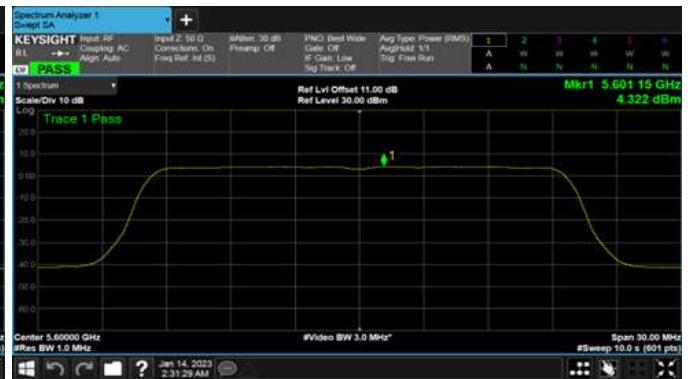 Spectrum Analyzer 1
Swept SA
+
KEYSIGHT Input: RF Input Z: 50 Ω #Atten: 30 dB PNO: Best Wide Avg Type: Power (RMS) 1 2 3 4 5 6
RL Coupling: AC Corrections: On Preamp: Off Gate: Off Avg|Hold: 1/1 A W W W W W
Align: Auto Freq Ref: Int (S) IF Gain: Low Trig: Free Run
LW PASS Sig Track: Off A N N N N N
1 Spectrum Ref Lvl Offset 11.00 dB Mkr1 5.601 15 GHz
Scale/Div 10 dB Ref Level 30.00 dBm 4.322 dBm
Log
Trace 1 Pass
20.0
10.0
1
0.00
-10.0
-20.0
-30.0
-40.0
-50.0
-60.0
Center 5.60000 GHz #Video BW 3.0 MHz* Span 30.00 MHz
#Res BW 1.0 MHz #Sweep 10.0 s (601 pts)
? Jan 14, 2023
2:31:29 AM